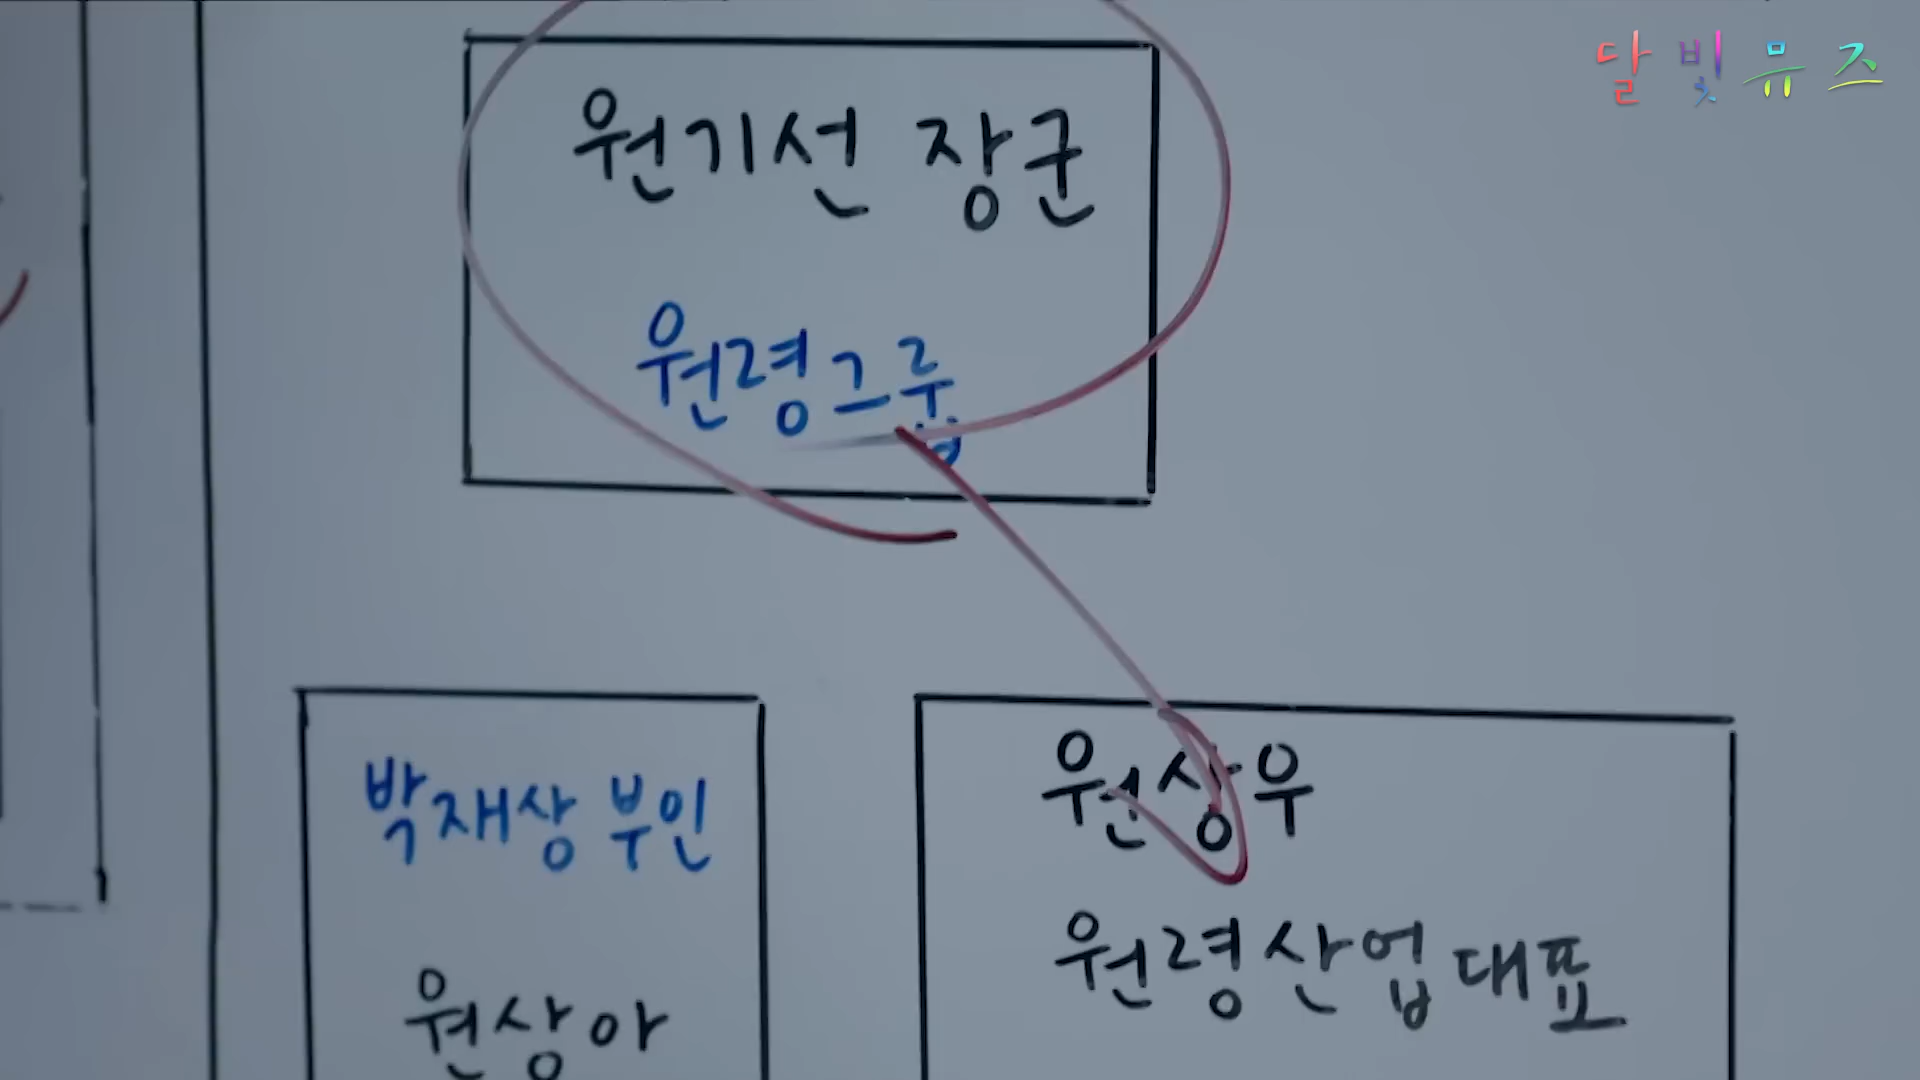 달빛뮤즈
원기선 장군
원령그룹
박재상 부인
원상아
원상우
원령산업대표